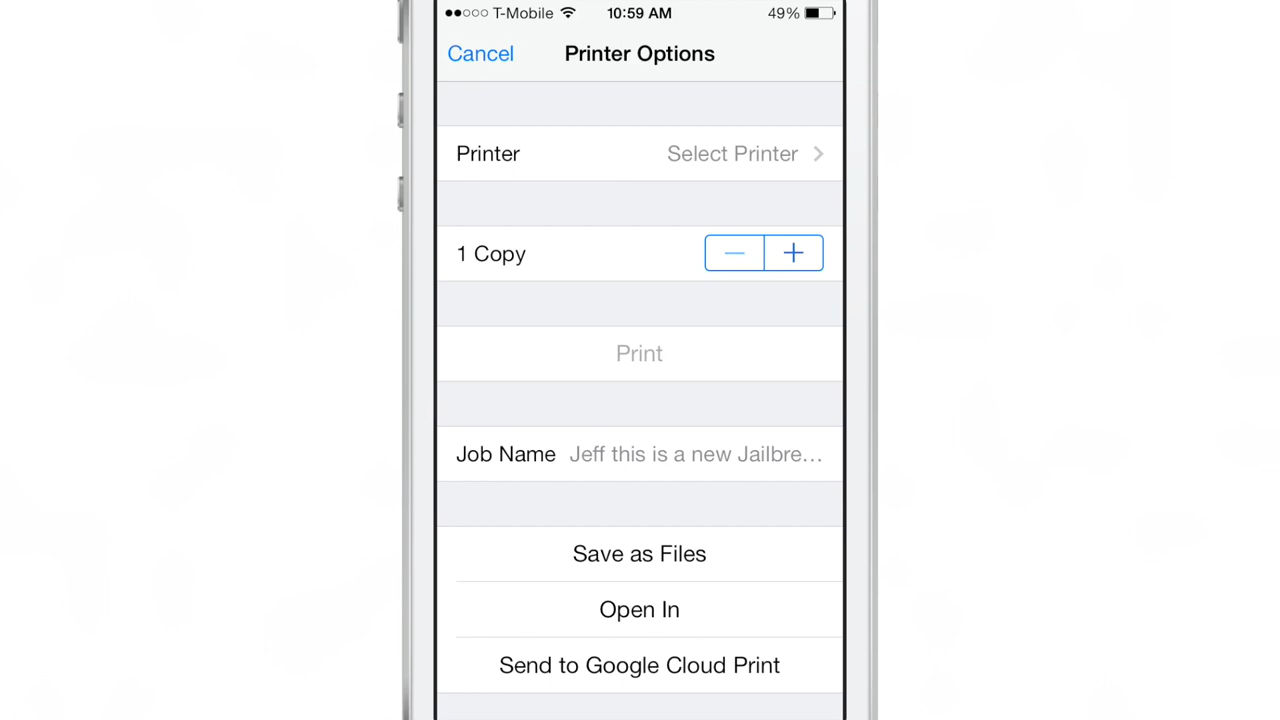 T-Mobile 10:59 AM 49%
Cancel Printer Options
Printer Select Printer
1 Copy
Print
Job Name Jeff this is a new Jailbre...
Save as Files
Open In
Send to Google Cloud Print